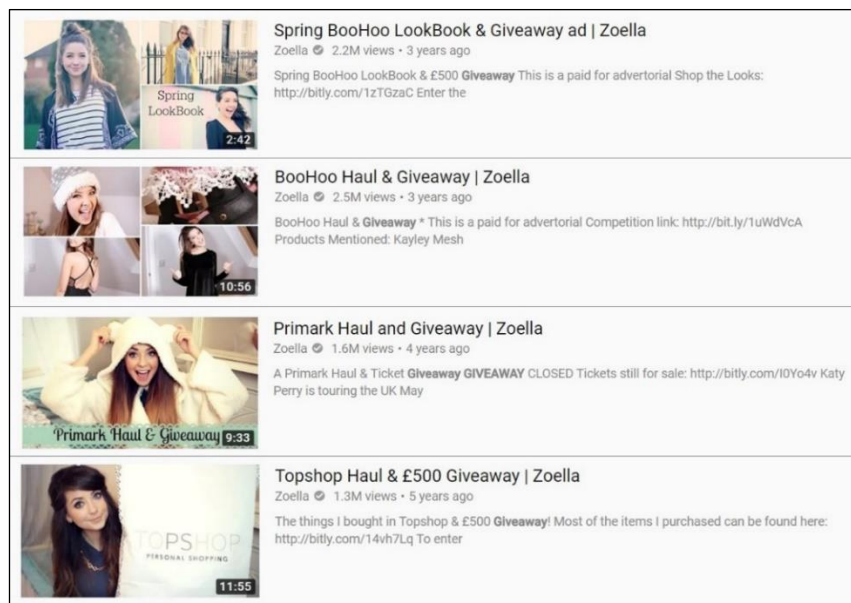 Spring BooHoo LookBook & Giveaway ad | Zoella
Zoella 2.2M views • 3 years ago
Spring BooHoo LookBook & £500 Giveaway This is a paid for advertorial Shop the Looks:
http://bitly.com/1zTGzaC Enter the
Spring
LookBook
2:42
BooHoo Haul & Giveaway | Zoella
Zoella 2.5M views • 3 years ago
BooHoo Haul & Giveaway * This is a paid for advertorial Competition link: http://bit.ly/1uWdVcA
Products Mentioned: Kayley Mesh
10:56
Primark Haul and Giveaway | Zoella
Zoella 1.6M views • 4 years ago
A Primark Haul & Ticket Giveaway GIVEAWAY CLOSED Tickets still for sale: http://bitly.com/I0Yo4v Katy
Perry is touring the UK May
Primark Haul & Giveaway
9:33
Topshop Haul & £500 Giveaway | Zoella
Zoella 1.3M views • 5 years ago
The things I bought in Topshop & £500 Giveaway! Most of the items I purchased can be found here:
http://bitly.com/14vh7Lq To enter
TOPSHOP
PERSONAL SHOPPING
11:55